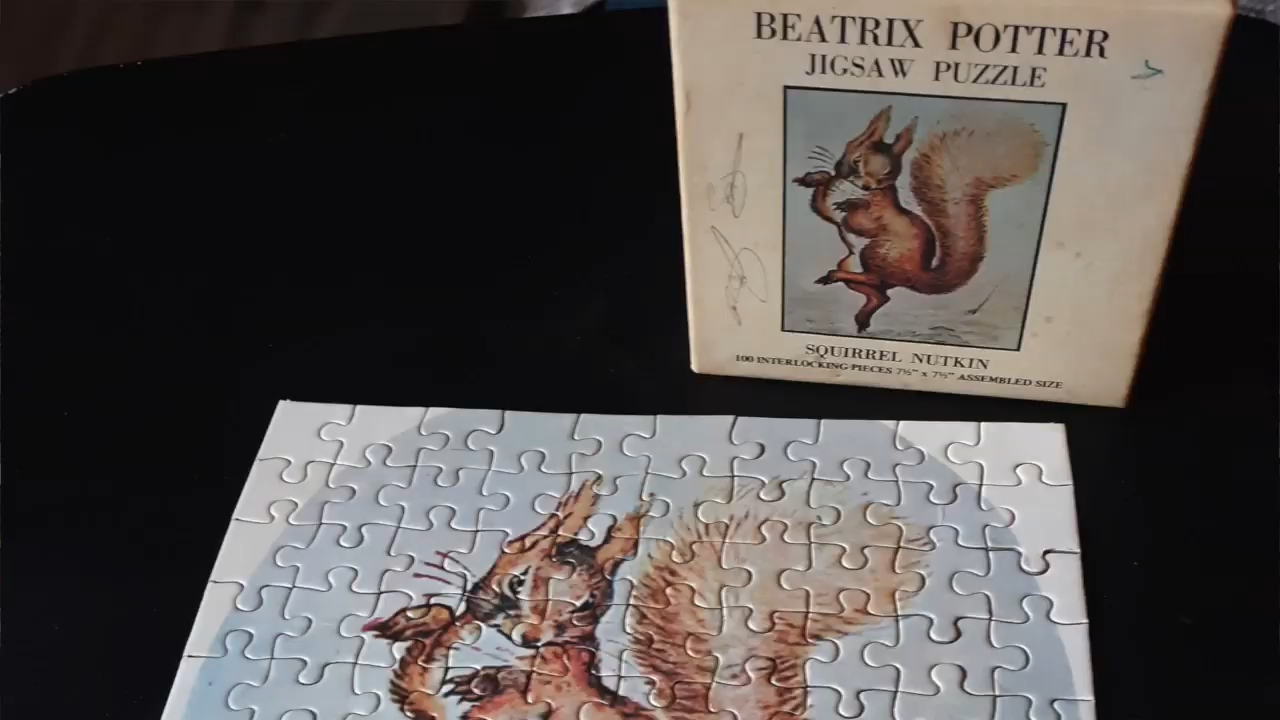 BEATRIX POTTER
JIGSAW PUZZLE
SQUIRREL NUTKIN
100 INTERLOCKING PIECES 7½" x 7½" ASSEMBLED SIZE